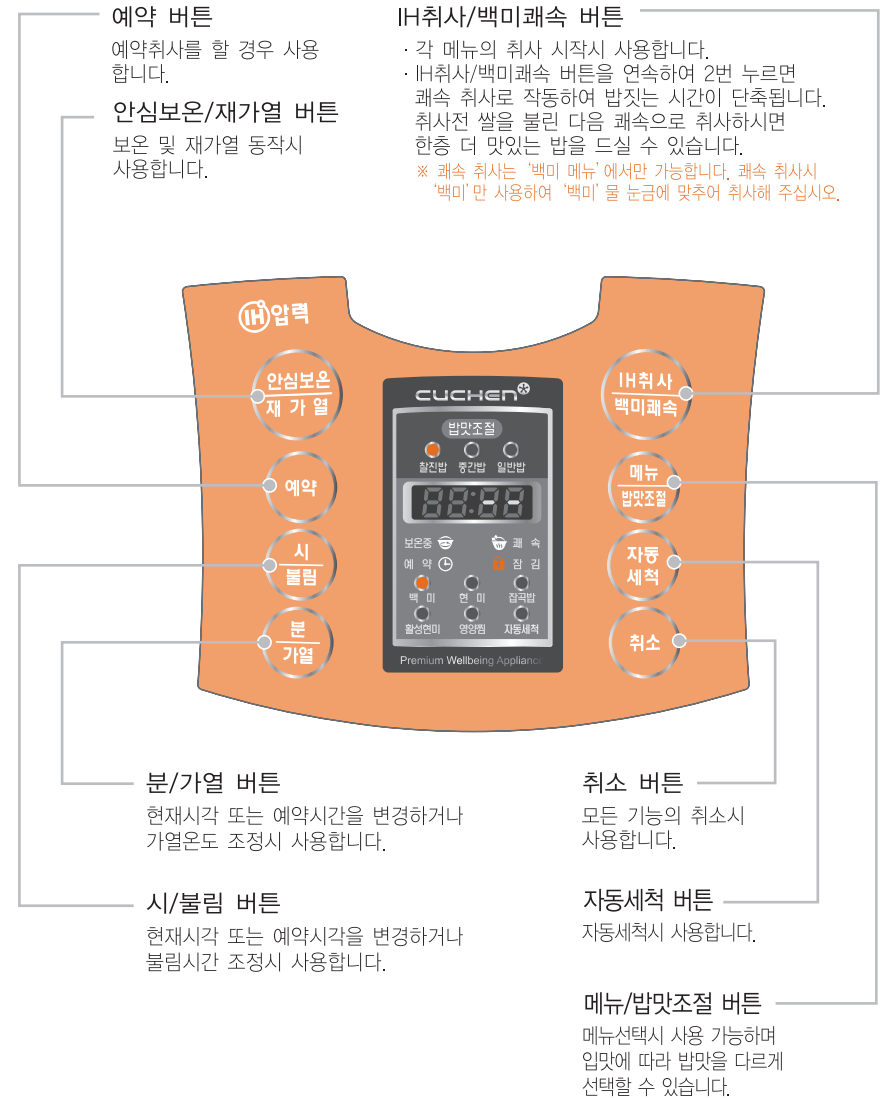 예약 버튼
예약취사를 할 경우 사용
합니다.
안심보온/재가열 버튼
보온 및 재가열 동작시
사용합니다.
IH취사/백미쾌속 버튼
· 각 메뉴의 취사 시작시 사용합니다.
· IH취사/백미쾌속 버튼을 연속하여 2번 누르면
쾌속 취사로 작동하여 밥짓는 시간이 단축됩니다.
취사전 쌀을 불린 다음 쾌속으로 취사하시면
한층 더 맛있는 밥을 드실 수 있습니다.
※ 쾌속 취사는 ‘백미 메뉴’에서만 가능합니다. 쾌속 취사시
‘백미’만 사용하여 ‘백미’물 눈금에 맞추어 취사해 주십시오.
IH압력
안심보온
재 가 열
예약
시
불림
분
가열
CUCHEN
밥맛조절
찰진밥 중간밥 일반밥
88:88
보온중 쾌 속
예 약 잠 김
백 미 현 미 잡곡밥
활성현미 영양찜 자동세척
Premium Wellbeing Appliance
IH취사
백미쾌속
메뉴
밥맛조절
자동
세척
취소
분/가열 버튼
현재시각 또는 예약시간을 변경하거나
가열온도 조정시 사용합니다.
시/불림 버튼
현재시각 또는 예약시각을 변경하거나
불림시간 조정시 사용합니다.
취소 버튼
모든 기능의 취소시
사용합니다.
자동세척 버튼
자동세척시 사용합니다.
메뉴/밥맛조절 버튼
메뉴선택시 사용 가능하며
입맛에 따라 밥맛을 다르게
선택할 수 있습니다.